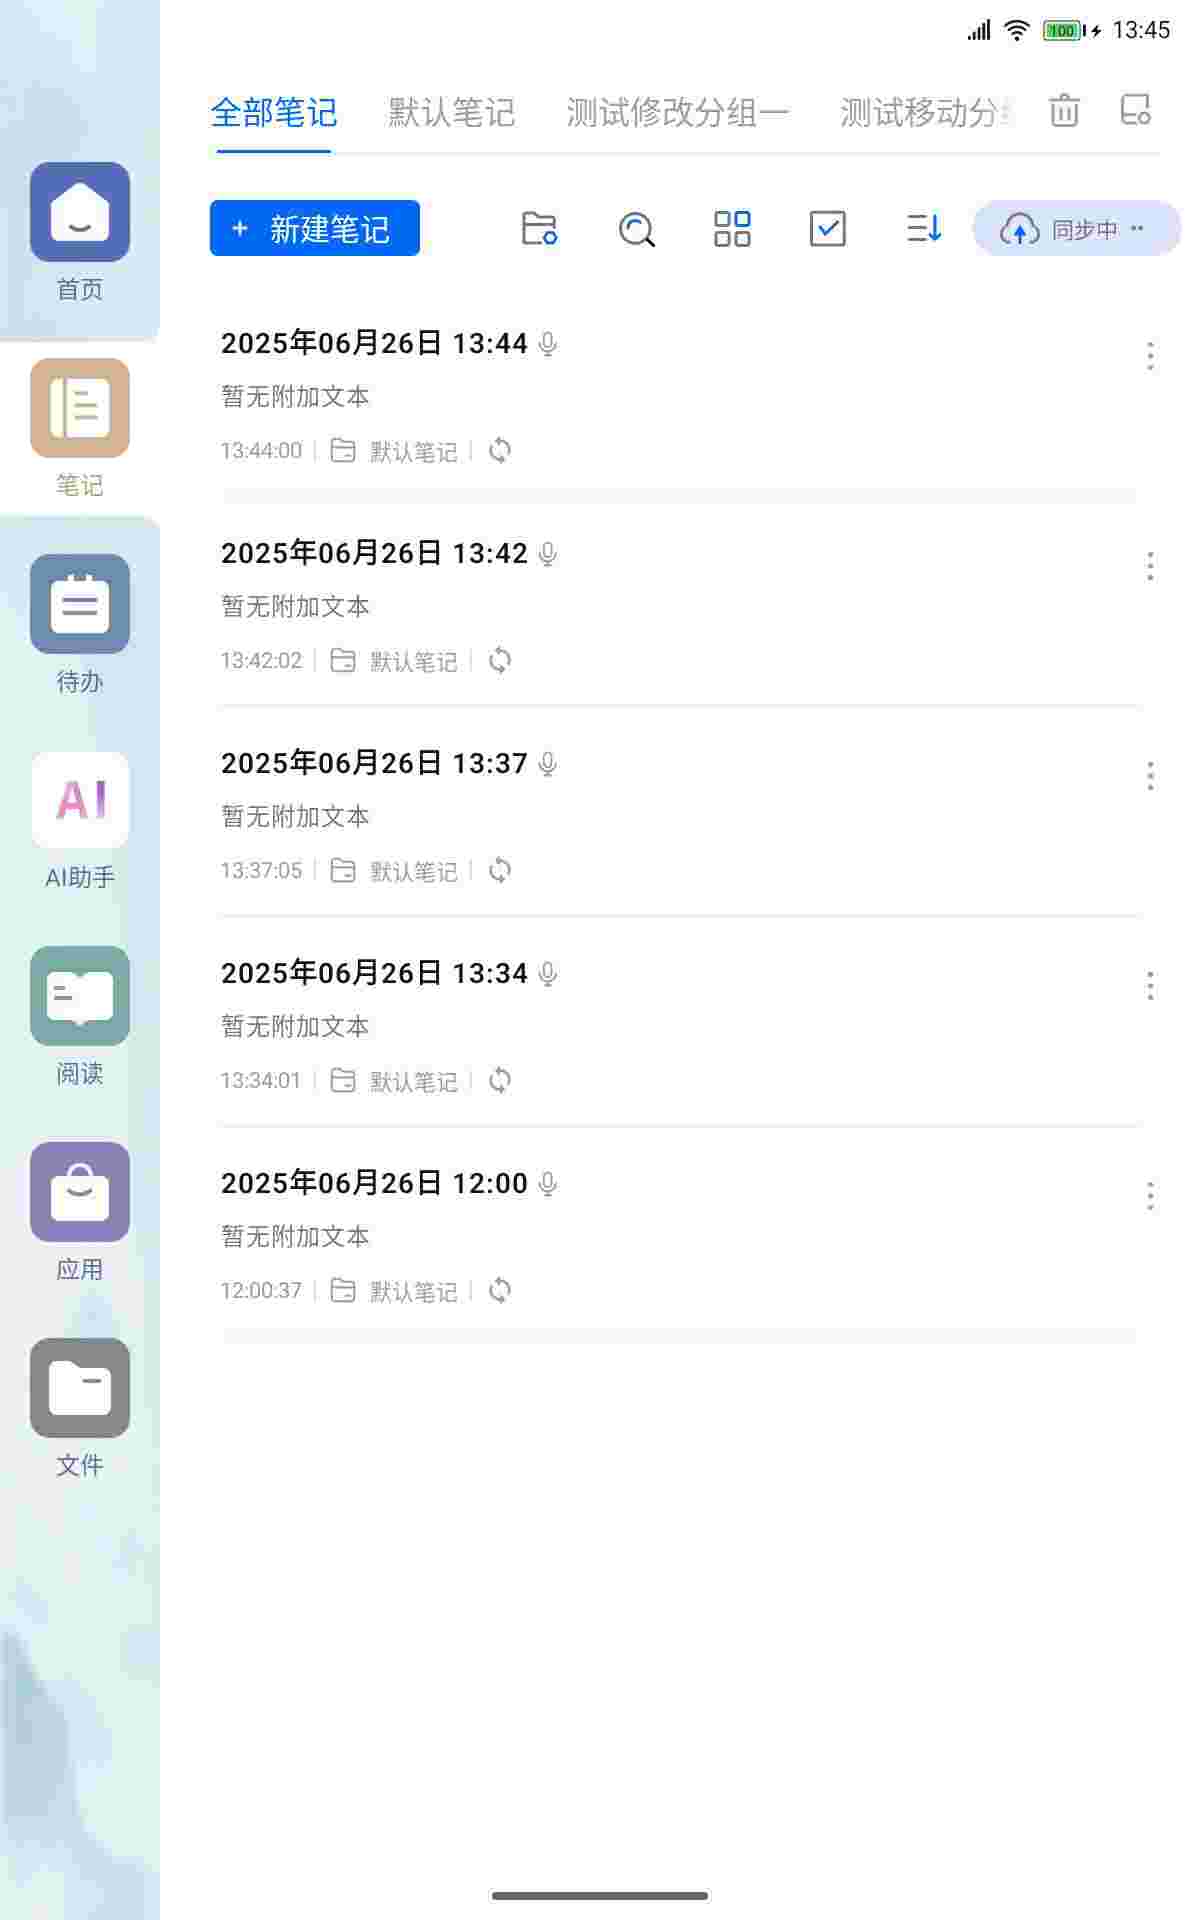 100 13:45
全部笔记 默认笔记 测试修改分组一 测试移动分
+ 新建笔记 同步中 ··
首页
笔记
待办
AI
AI助手
阅读
应用
文件
2025年06月26日 13:44
暂无附加文本
13:44:00 默认笔记
2025年06月26日 13:42
暂无附加文本
13:42:02 默认笔记
2025年06月26日 13:37
暂无附加文本
13:37:05 默认笔记
2025年06月26日 13:34
暂无附加文本
13:34:01 默认笔记
2025年06月26日 12:00
暂无附加文本
12:00:37 默认笔记